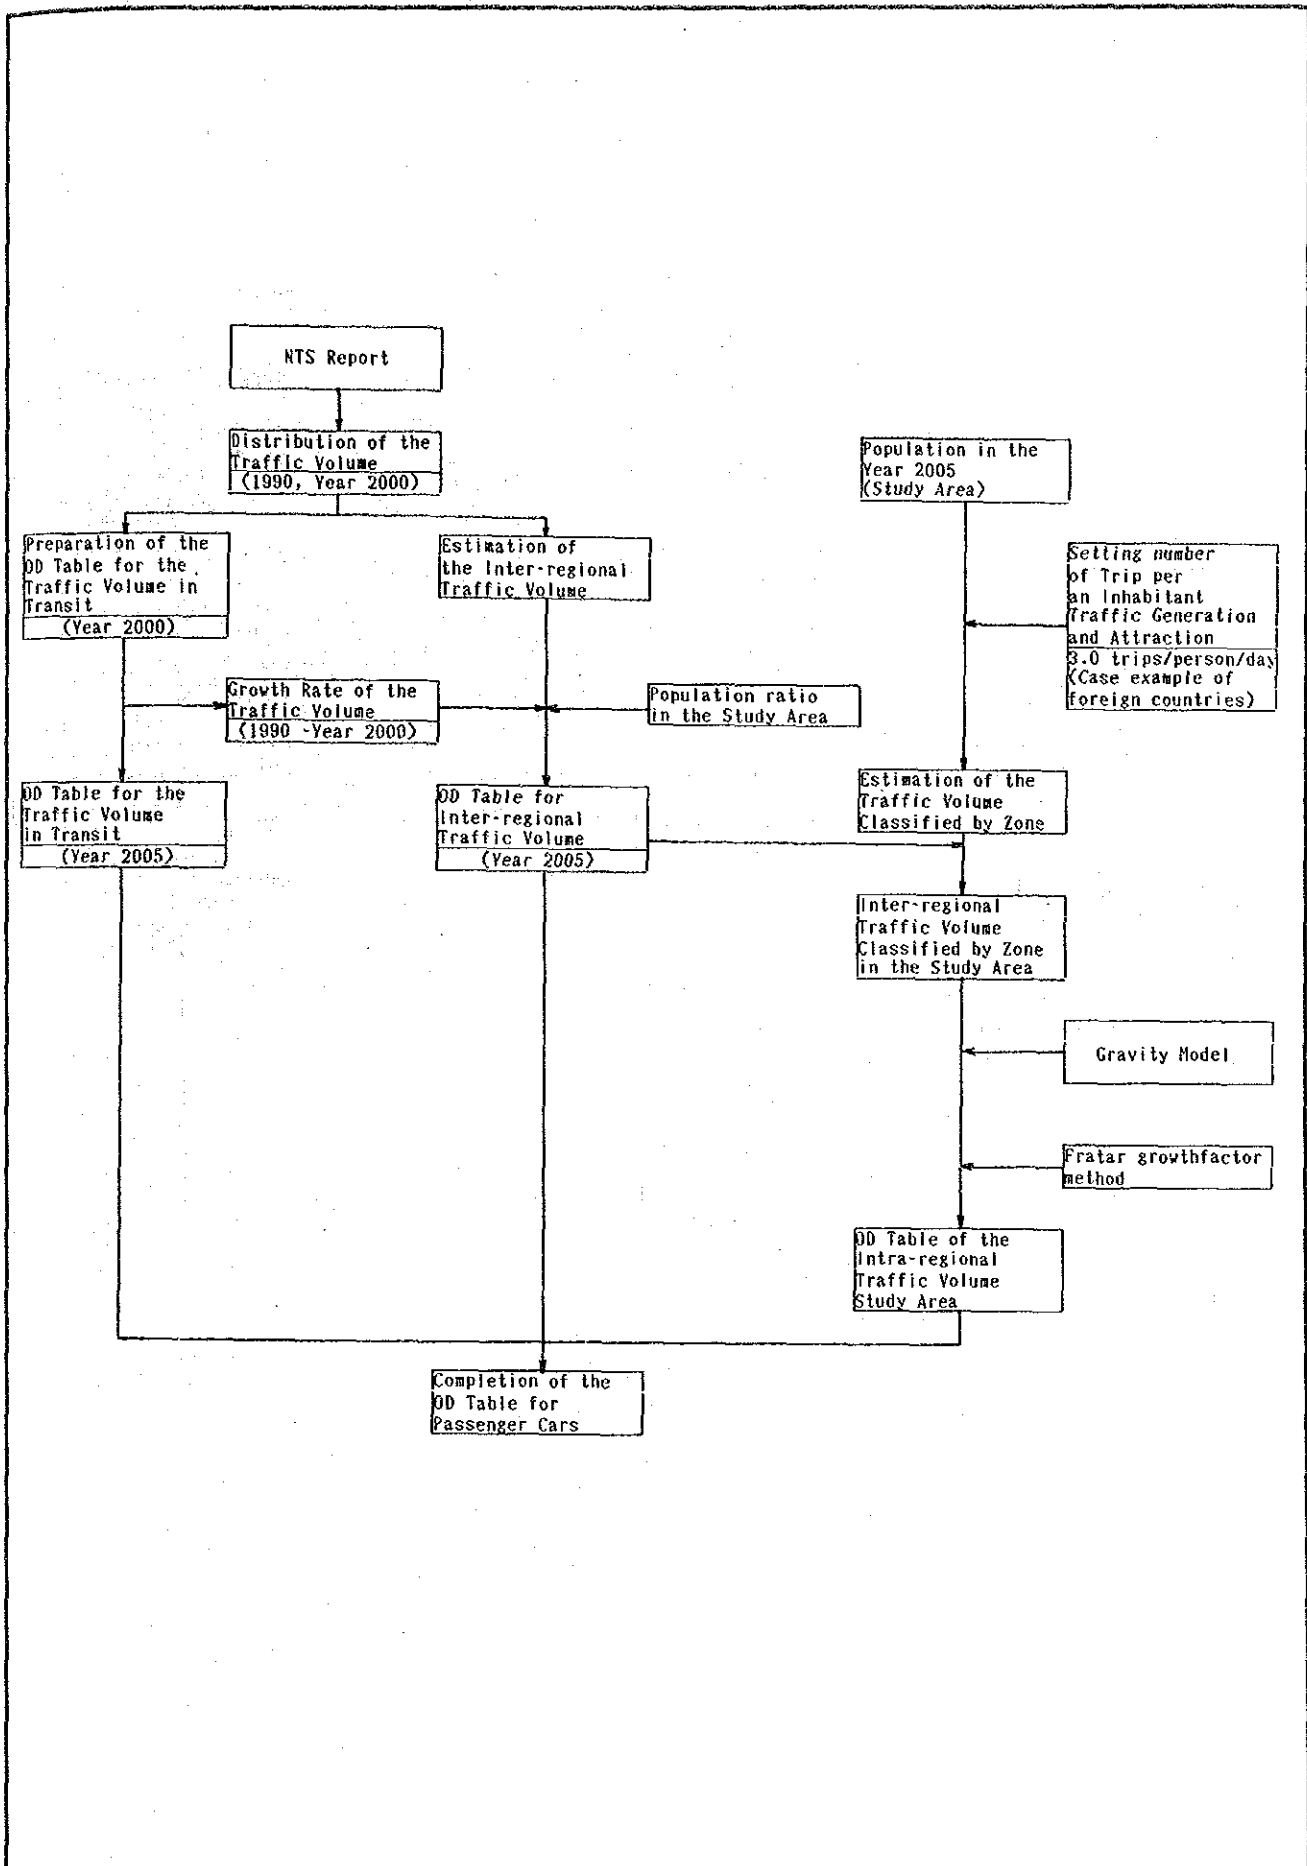 NTS Report
Distribution of the
Traffic Volume
(1990, Year 2000)
Population in the
Year 2005
(Study Area)
Preparation of the
OD Table for the
Traffic Volume in
Transit
(Year 2000)
Estimation of
the Inter-regional
Traffic Volume
Setting number
of Trip per
an Inhabitant
Traffic Generation
and Attraction
3.0 trips/person/day
(Case example of
foreign countries)
Growth Rate of the
Traffic Volume
(1990 -Year 2000)
Population ratio
in the Study Area
OD Table for the
Traffic Volume
in Transit
(Year 2005)
OD Table for
Inter-regional
Traffic Volume
(Year 2005)
Estimation of the
Traffic Volume
Classified by Zone
Inter-regional
Traffic Volume
Classified by Zone
in the Study Area
Gravity Model
Fratar growthfactor
method
OD Table of the
Intra-regional
Traffic Volume
Study Area
Completion of the
OD Table for
Passenger Cars